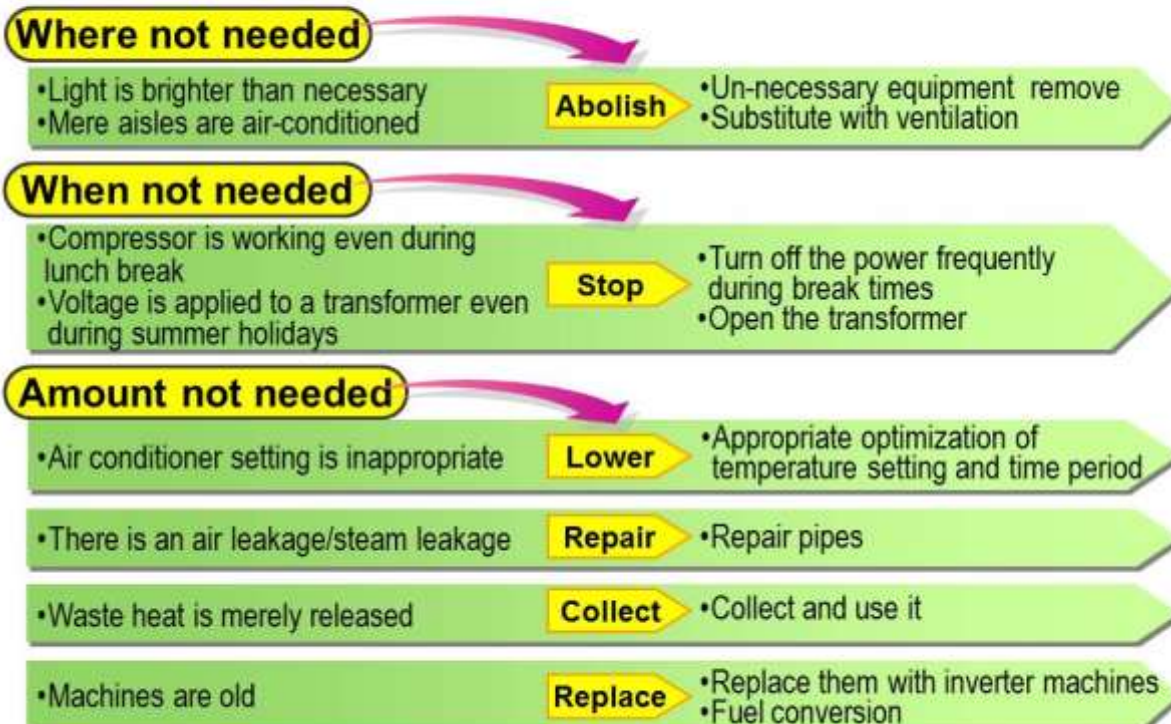 Where not needed
•Light is brighter than necessary
•Mere aisles are air-conditioned
Abolish
•Un-necessary equipment remove
•Substitute with ventilation
When not needed
•Compressor is working even during
lunch break
•Voltage is applied to a transformer even
during summer holidays
Stop
•Turn off the power frequently
during break times
•Open the transformer
Amount not needed
•Air conditioner setting is inappropriate
Lower
•Appropriate optimization of
temperature setting and time period
•There is an air leakage/steam leakage
Repair
•Repair pipes
•Waste heat is merely released
Collect
•Collect and use it
•Machines are old
Replace
•Replace them with inverter machines
•Fuel conversion